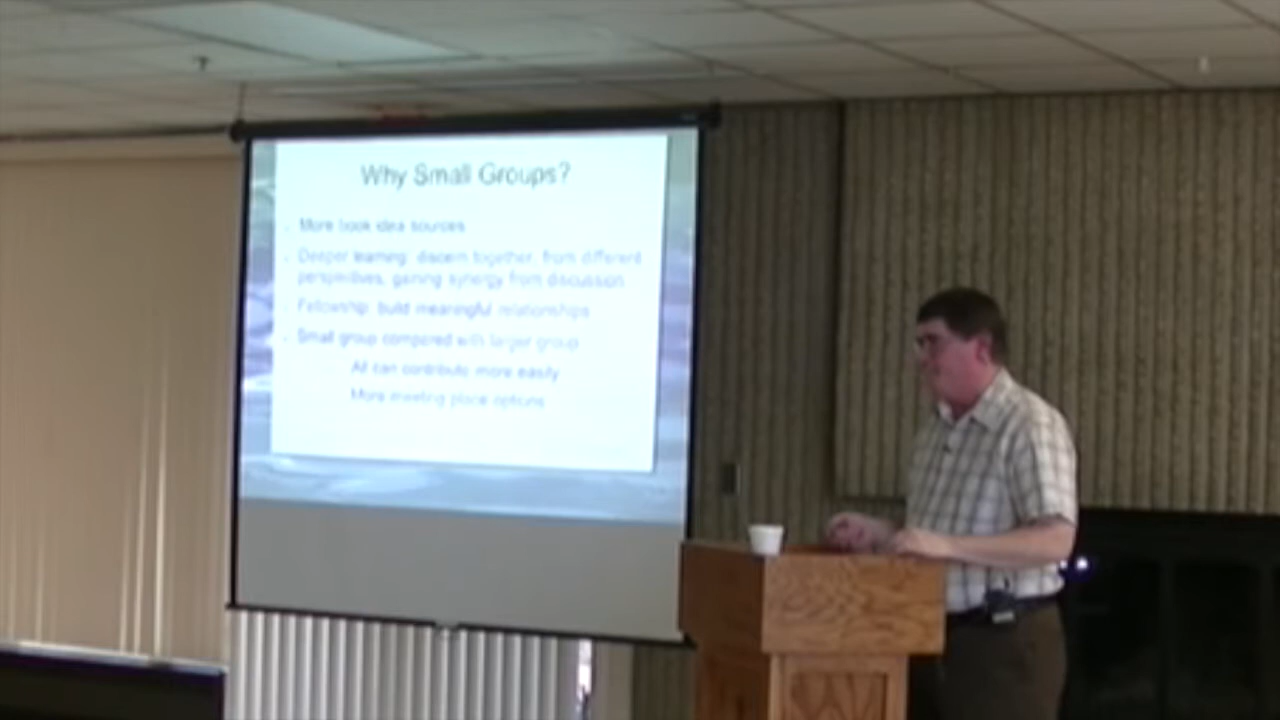 Why Small Groups?
More book idea sources
Deeper learning: discern together, from different
perspectives, gaining synergy from discussion
Fellowship: build meaningful relationships
Small group compared with larger group
All can contribute more easily
More meeting place options